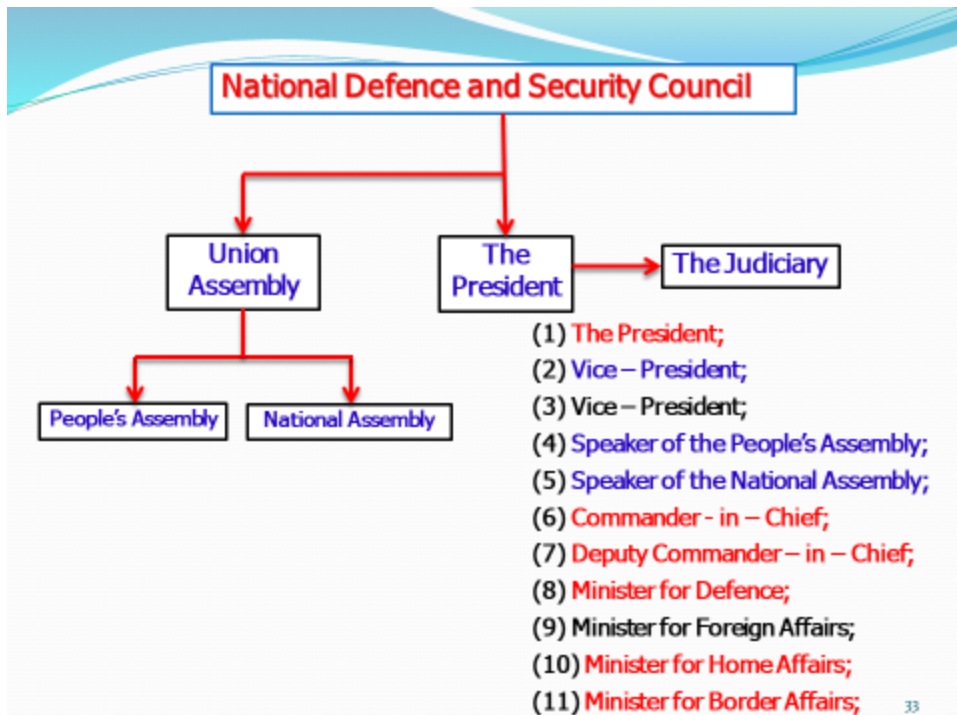 National Defence and Security Council
Union
Assembly
The
President
The Judiciary
People's Assembly
National Assembly
(1) The President;
(2) Vice – President;
(3) Vice – President;
(4) Speaker of the People's Assembly;
(5) Speaker of the National Assembly;
(6) Commander - in – Chief;
(7) Deputy Commander – in – Chief;
(8) Minister for Defence;
(9) Minister for Foreign Affairs;
(10) Minister for Home Affairs;
(11) Minister for Border Affairs;
33